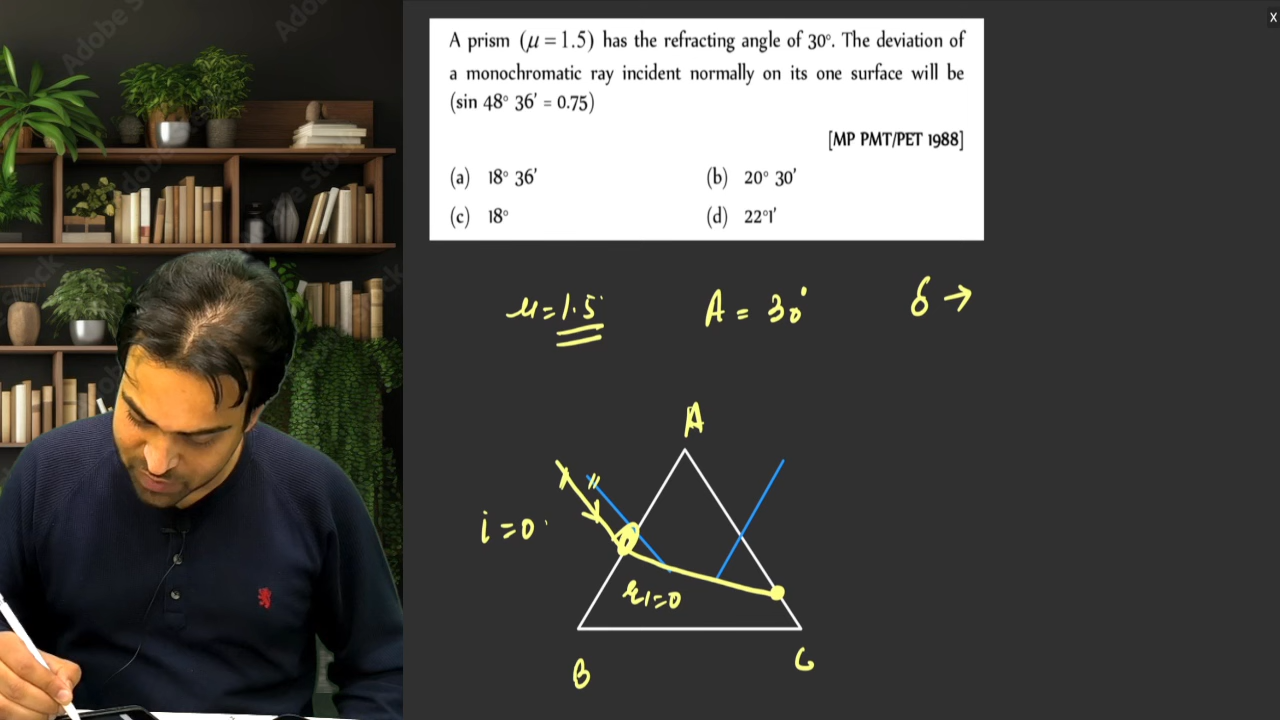 A prism (μ = 1.5) has the refracting angle of 30°. The deviation of
a monochromatic ray incident normally on its one surface will be
(sin 48° 36' = 0.75)
[MP PMT/PET 1988]
(a) 18° 36'
(b) 20° 30'
(c) 18°
(d) 22°1'
μ = 1.5
A = 30°
δ →
A
i = 0
r1 = 0
B
C
X